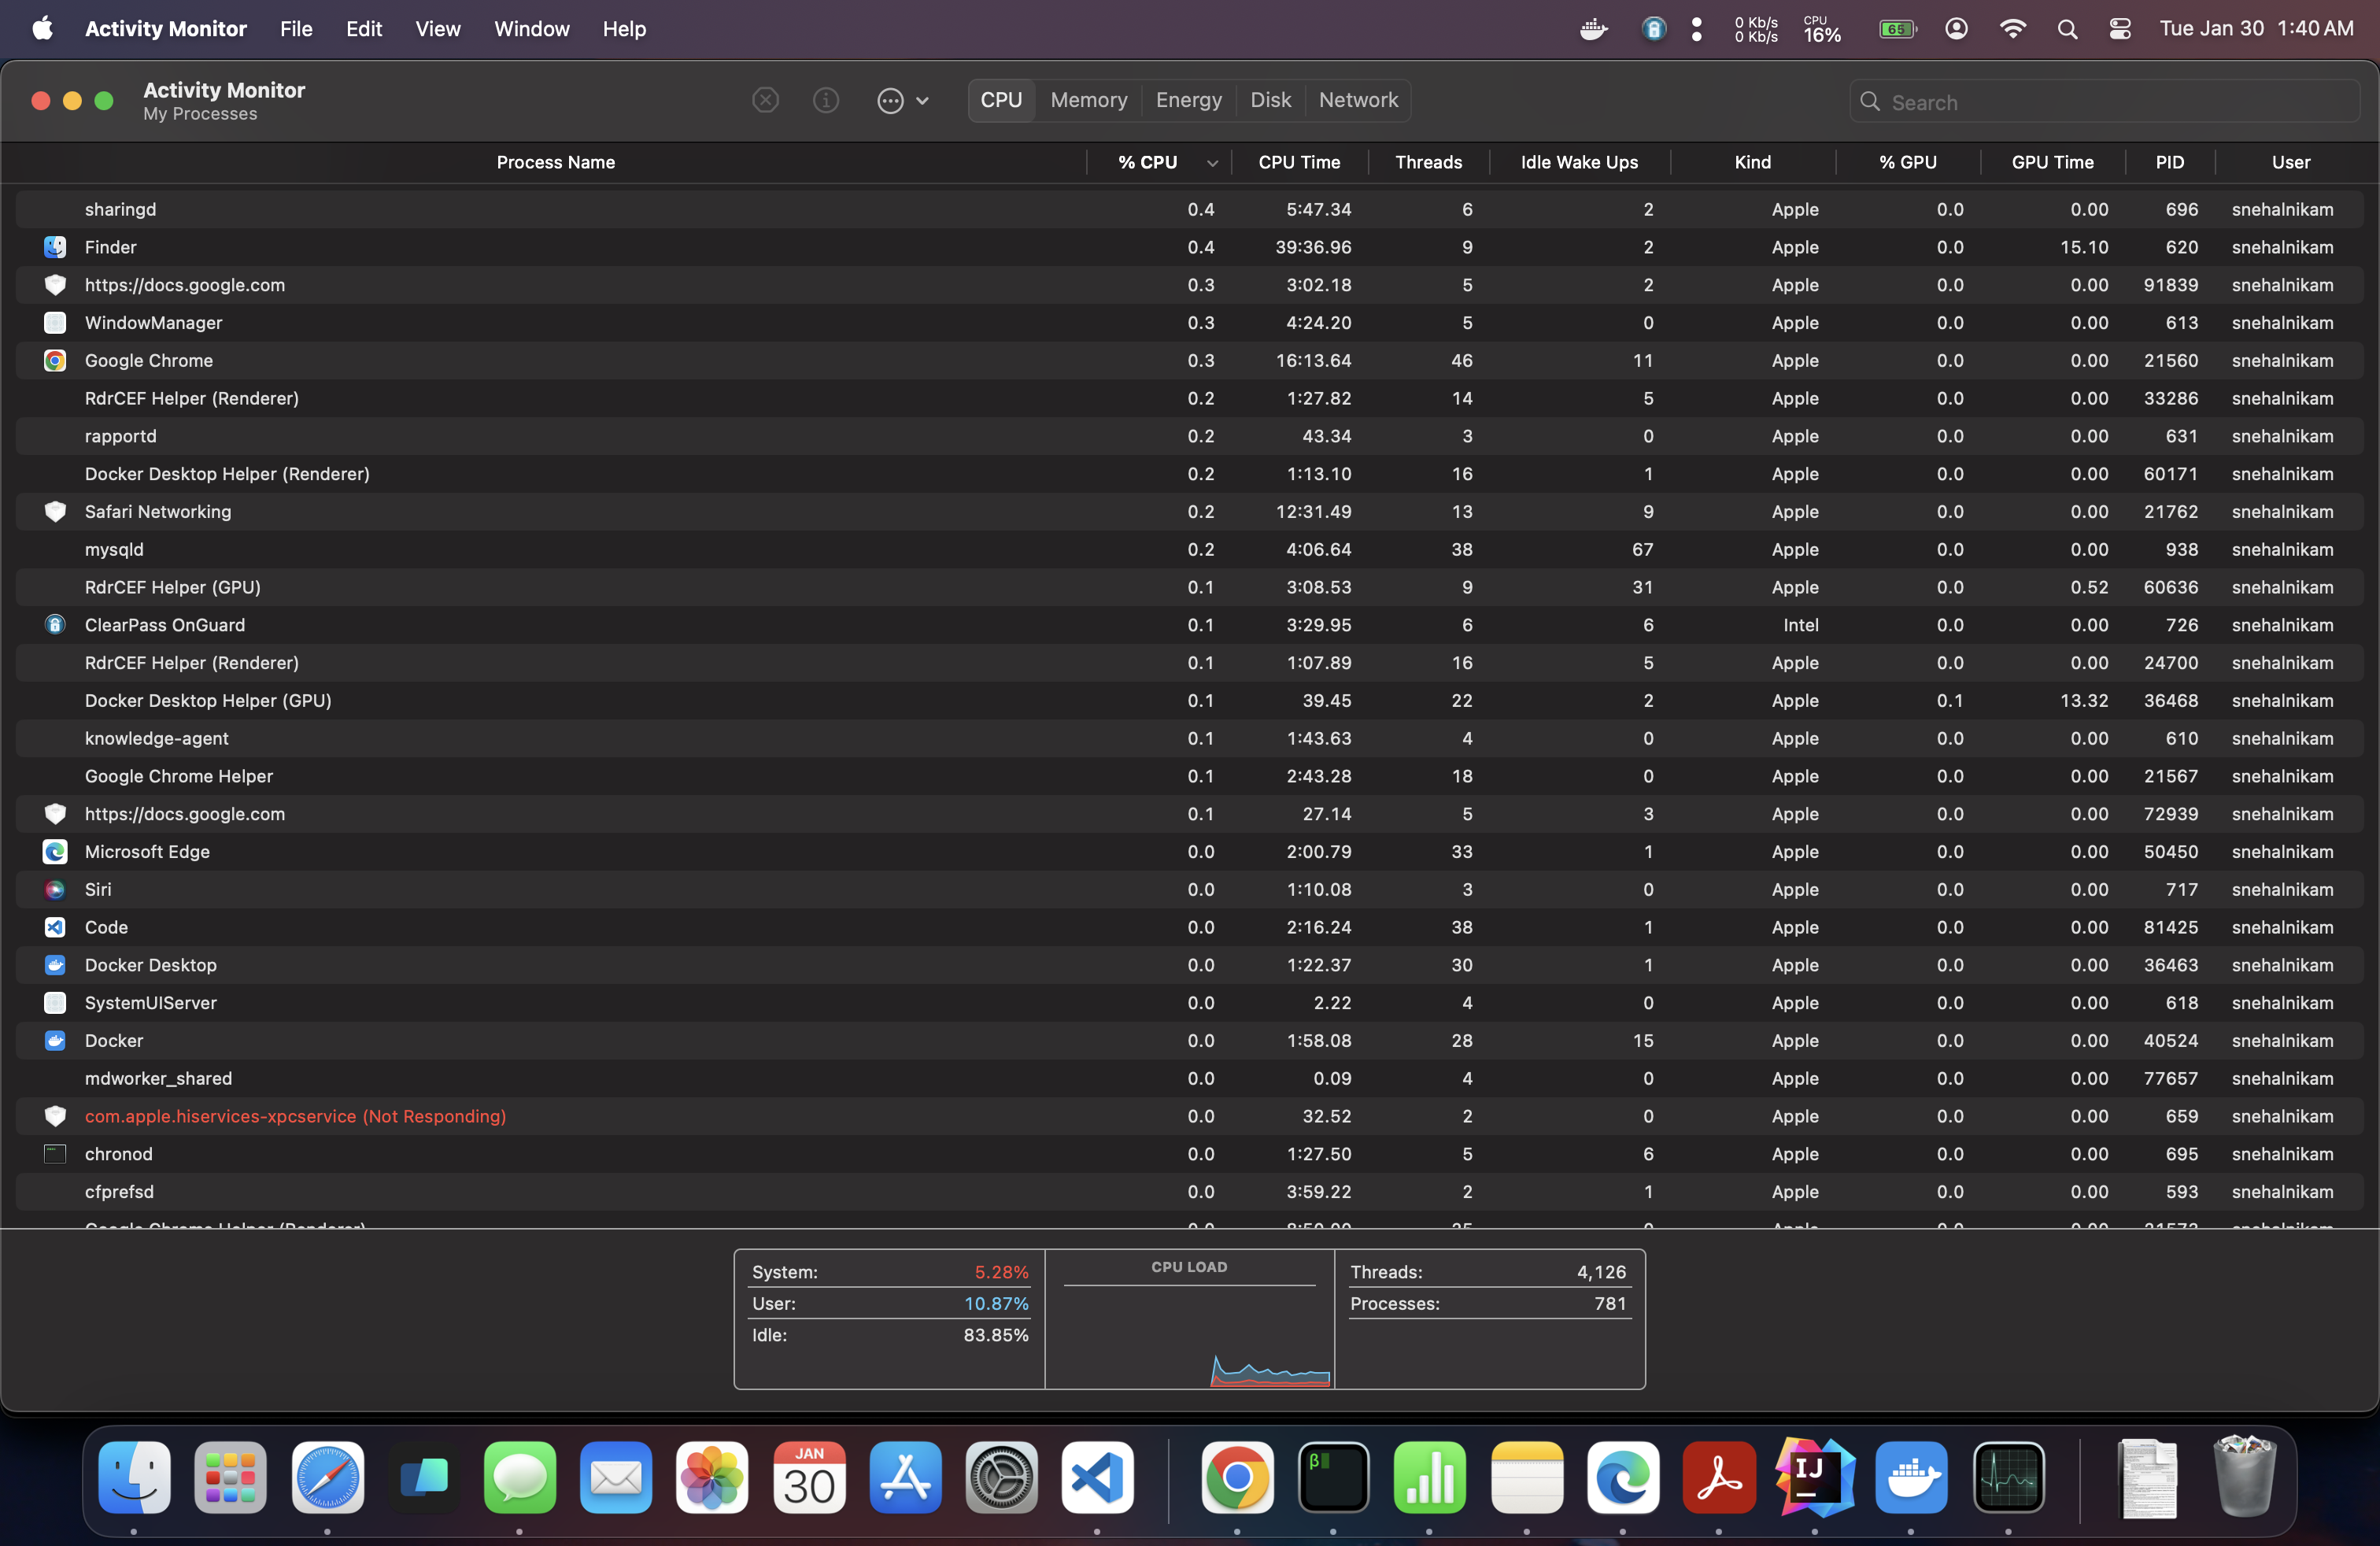 Activity Monitor File Edit View Window Help 0 Kb/s 0 Kb/s CPU 16% 65 Tue Jan 30 1:40 AM
Activity Monitor
My Processes
CPU Memory Energy Disk Network Search
Process Name % CPU CPU Time Threads Idle Wake Ups Kind % GPU GPU Time PID User
sharingd 0.4 5:47.34 6 2 Apple 0.0 0.00 696 snehalnikam
Finder 0.4 39:36.96 9 2 Apple 0.0 15.10 620 snehalnikam
https://docs.google.com 0.3 3:02.18 5 2 Apple 0.0 0.00 91839 snehalnikam
WindowManager 0.3 4:24.20 5 0 Apple 0.0 0.00 613 snehalnikam
Google Chrome 0.3 16:13.64 46 11 Apple 0.0 0.00 21560 snehalnikam
RdrCEF Helper (Renderer) 0.2 1:27.82 14 5 Apple 0.0 0.00 33286 snehalnikam
rapportd 0.2 43.34 3 0 Apple 0.0 0.00 631 snehalnikam
Docker Desktop Helper (Renderer) 0.2 1:13.10 16 1 Apple 0.0 0.00 60171 snehalnikam
Safari Networking 0.2 12:31.49 13 9 Apple 0.0 0.00 21762 snehalnikam
mysqld 0.2 4:06.64 38 67 Apple 0.0 0.00 938 snehalnikam
RdrCEF Helper (GPU) 0.1 3:08.53 9 31 Apple 0.0 0.52 60636 snehalnikam
ClearPass OnGuard 0.1 3:29.95 6 6 Intel 0.0 0.00 726 snehalnikam
RdrCEF Helper (Renderer) 0.1 1:07.89 16 5 Apple 0.0 0.00 24700 snehalnikam
Docker Desktop Helper (GPU) 0.1 39.45 22 2 Apple 0.1 13.32 36468 snehalnikam
knowledge-agent 0.1 1:43.63 4 0 Apple 0.0 0.00 610 snehalnikam
Google Chrome Helper 0.1 2:43.28 18 0 Apple 0.0 0.00 21567 snehalnikam
https://docs.google.com 0.1 27.14 5 3 Apple 0.0 0.00 72939 snehalnikam
Microsoft Edge 0.0 2:00.79 33 1 Apple 0.0 0.00 50450 snehalnikam
Siri 0.0 1:10.08 3 0 Apple 0.0 0.00 717 snehalnikam
Code 0.0 2:16.24 38 1 Apple 0.0 0.00 81425 snehalnikam
Docker Desktop 0.0 1:22.37 30 1 Apple 0.0 0.00 36463 snehalnikam
SystemUIServer 0.0 2.22 4 0 Apple 0.0 0.00 618 snehalnikam
Docker 0.0 1:58.08 28 15 Apple 0.0 0.00 40524 snehalnikam
mdworker_shared 0.0 0.09 4 0 Apple 0.0 0.00 77657 snehalnikam
com.apple.hiservices-xpcservice (Not Responding) 0.0 32.52 2 0 Apple 0.0 0.00 659 snehalnikam
chronod 0.0 1:27.50 5 6 Apple 0.0 0.00 695 snehalnikam
cfprefsd 0.0 3:59.22 2 1 Apple 0.0 0.00 593 snehalnikam
Google Chrome Helper (Renderer)
System: 5.28% CPU LOAD Threads: 4,126
User: 10.87% Processes: 781
Idle: 83.85%
JAN
30
β
IJ